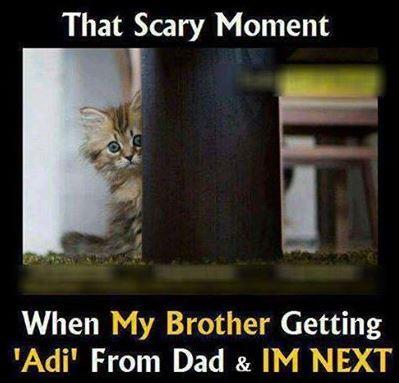 That Scary Moment
When My Brother Getting
'Adi' From Dad & IM NEXT